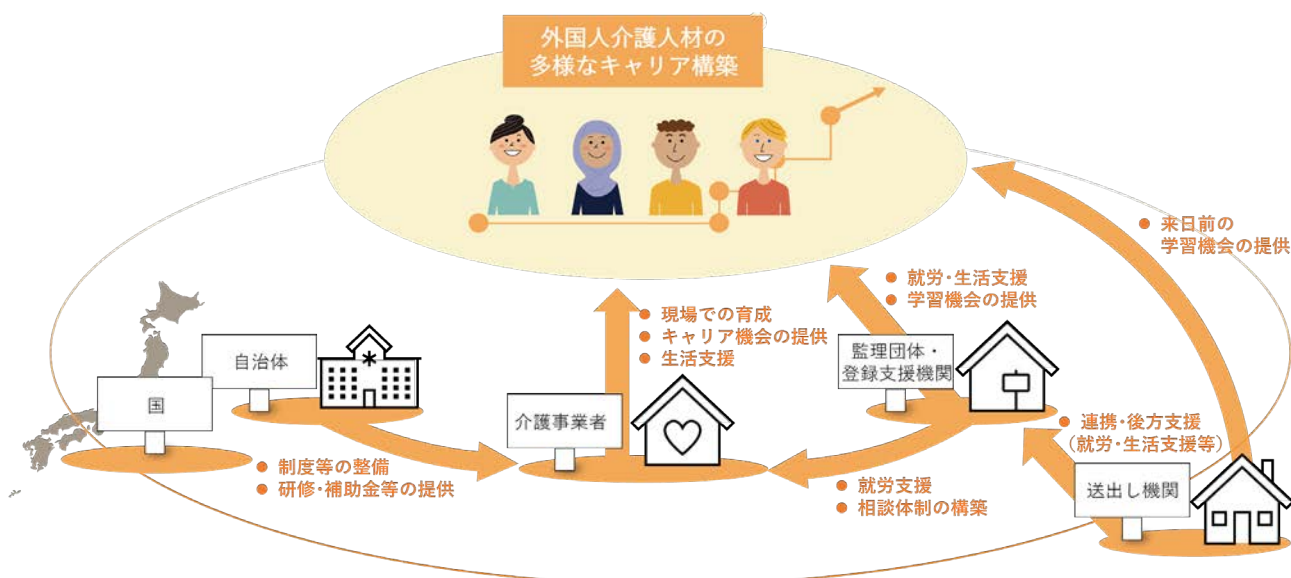 外国人介護人材の
多様なキャリア構築
● 来日前の
学習機会の提供
● 就労・生活支援
● 学習機会の提供
● 現場での育成
● キャリア機会の提供
● 生活支援
自治体
国
介護事業者
監理団体・
登録支援機関
● 連携・後方支援
（就労・生活支援等）
● 制度等の整備
● 研修・補助金等の提供
● 就労支援
● 相談体制の構築
送出し機関